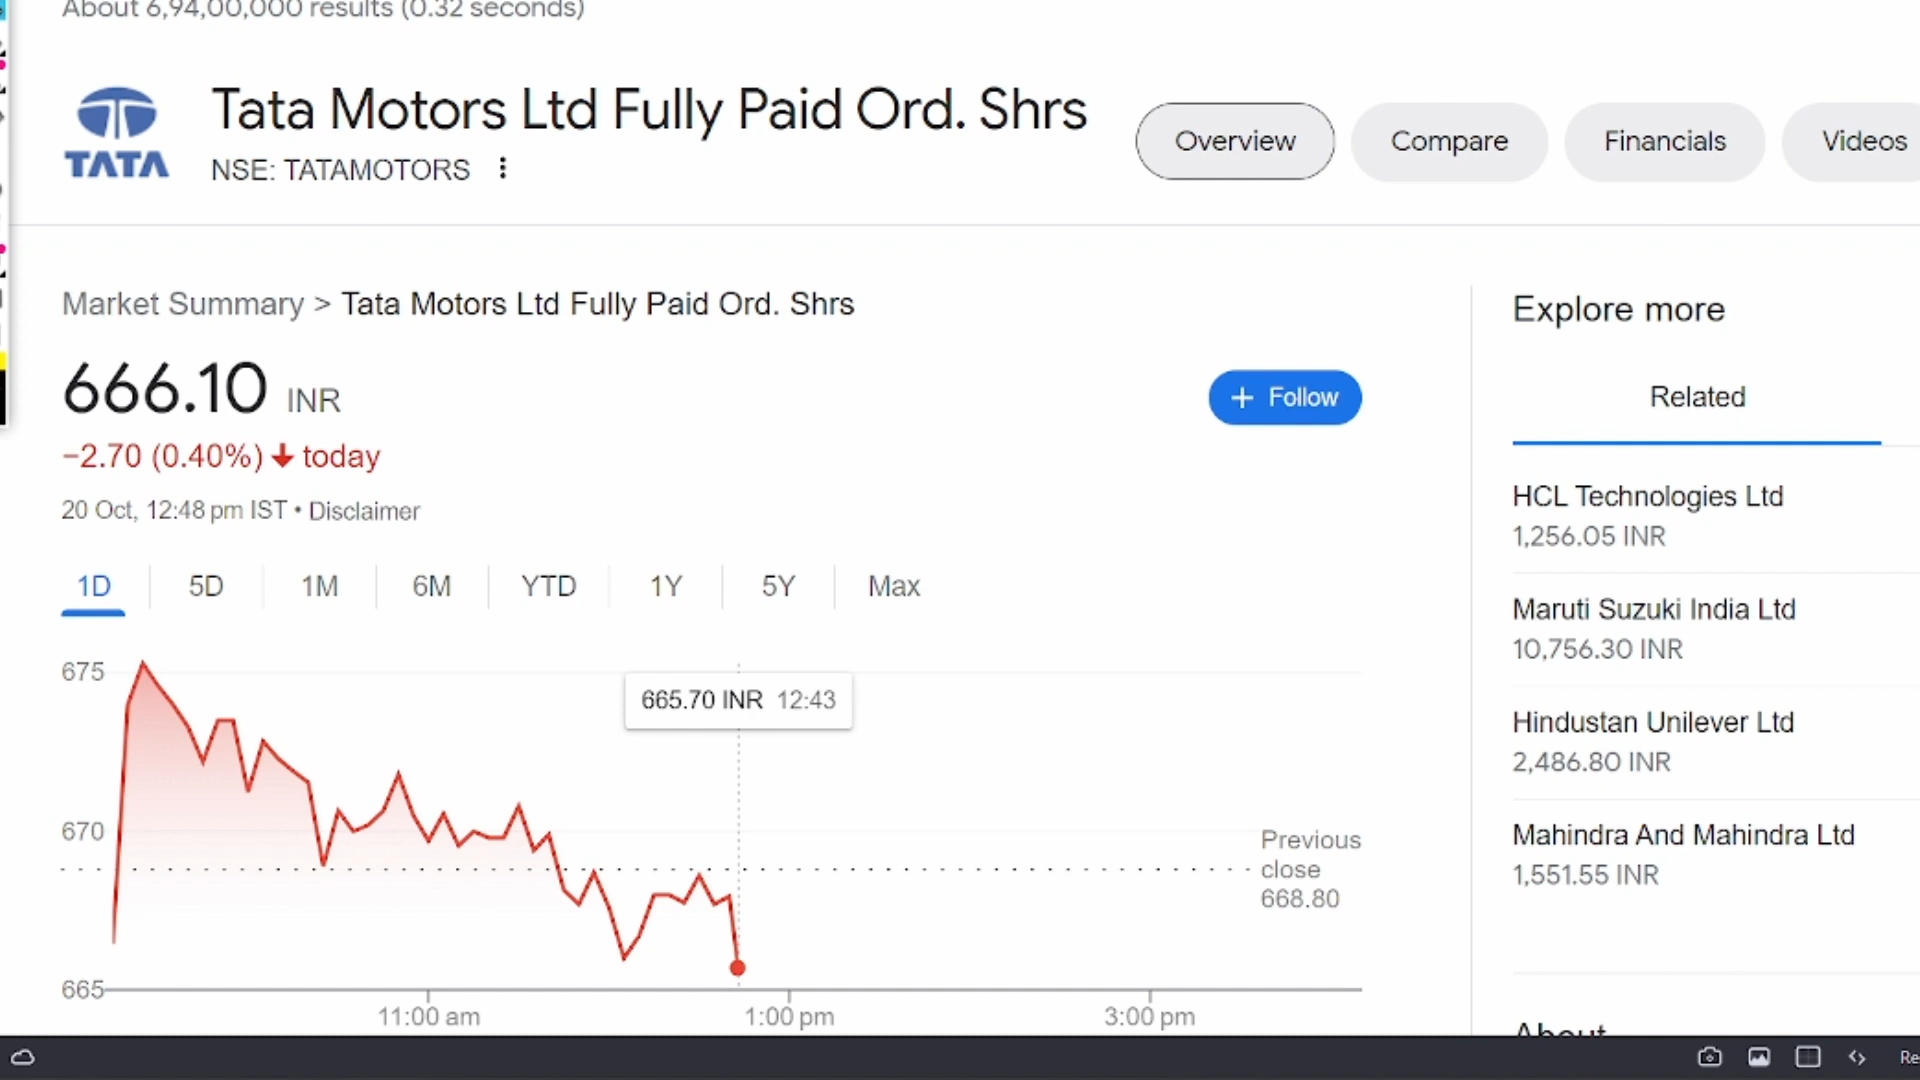 About 6,94,00,000 results (0.32 seconds)
TATA
Tata Motors Ltd Fully Paid Ord. Shrs
NSE: TATAMOTORS
Overview
Compare
Financials
Videos
Market Summary > Tata Motors Ltd Fully Paid Ord. Shrs
666.10 INR
+ Follow
−2.70 (0.40%) today
20 Oct, 12:48 pm IST • Disclaimer
1D
5D
1M
6M
YTD
1Y
5Y
Max
675
670
665
665.70 INR 12:43
Previous
close
668.80
11:00 am
1:00 pm
3:00 pm
Explore more
Related
HCL Technologies Ltd
1,256.05 INR
Maruti Suzuki India Ltd
10,756.30 INR
Hindustan Unilever Ltd
2,486.80 INR
Mahindra And Mahindra Ltd
1,551.55 INR
About
Re